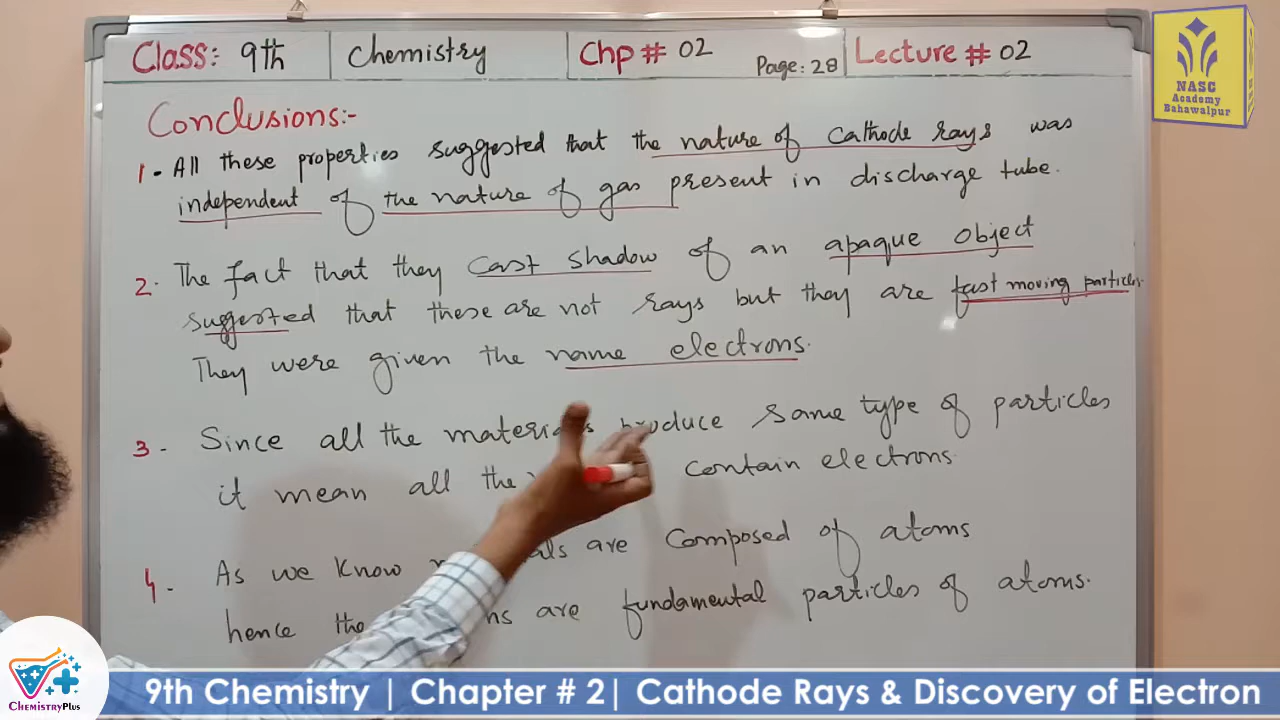 Class: 9th Chemistry Chp # 02 Page: 28 Lecture # 02
NASC
Academy
Bahawalpur
Conclusions:-
1- All these properties suggested that the nature of cathode rays was
independent of the nature of gas present in discharge tube.
2- The fact that they cast shadow of an apaque object
suggested that these are not rays but they are fast moving particles.
They were given the name electrons.
3- Since all the materials produce same type of particles
it mean all the contain electrons
4- As we know are composed of atoms
hence the are fundamental particles of atoms.
ChemistryPlus
9th Chemistry | Chapter # 2| Cathode Rays & Discovery of Electron